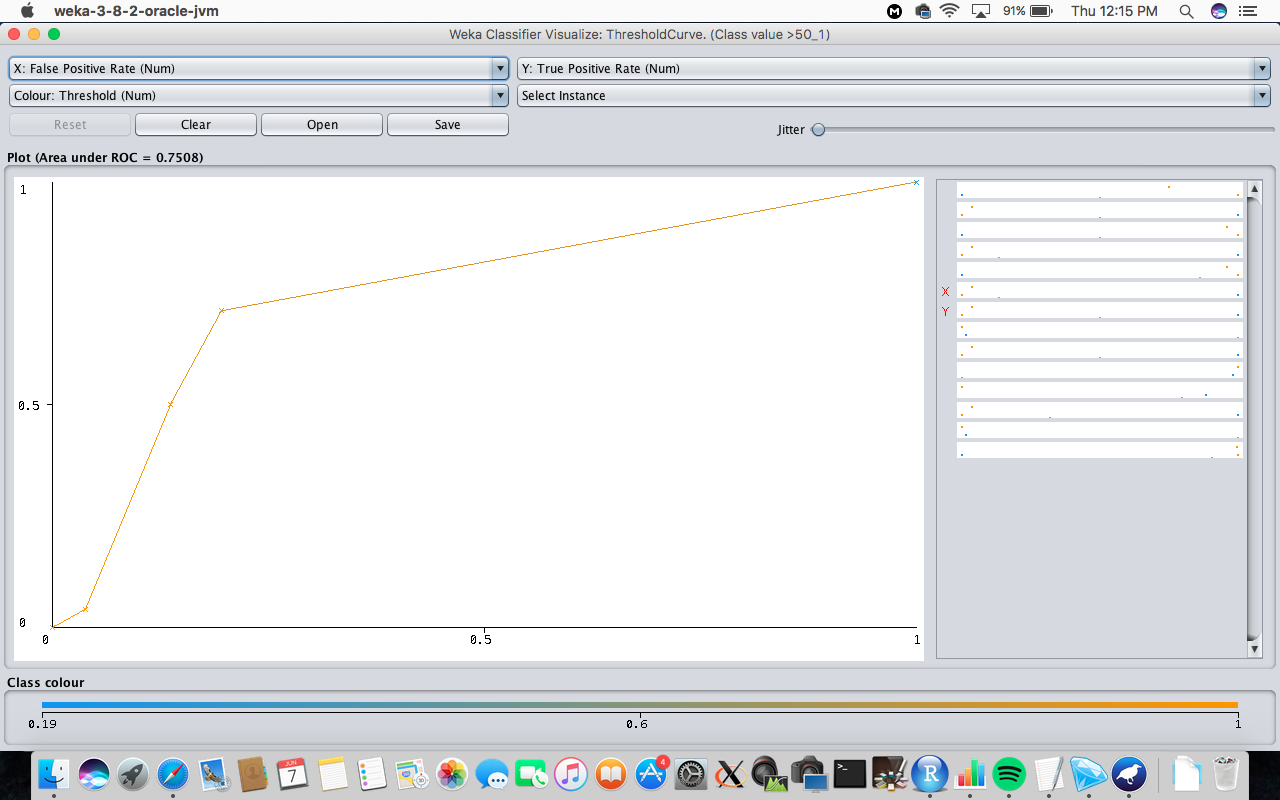 weka-3-8-2-oracle-jvm 91% Thu 12:15 PM
Weka Classifier Visualize: ThresholdCurve. (Class value >50_1)
X: False Positive Rate (Num) Y: True Positive Rate (Num)
Colour: Threshold (Num) Select Instance
Reset Clear Open Save Jitter
Plot (Area under ROC = 0.7508)
1
X
Y
0.5
0
0 0.5 1
Class colour
0.19 0.6 1
JUN
7
4
R